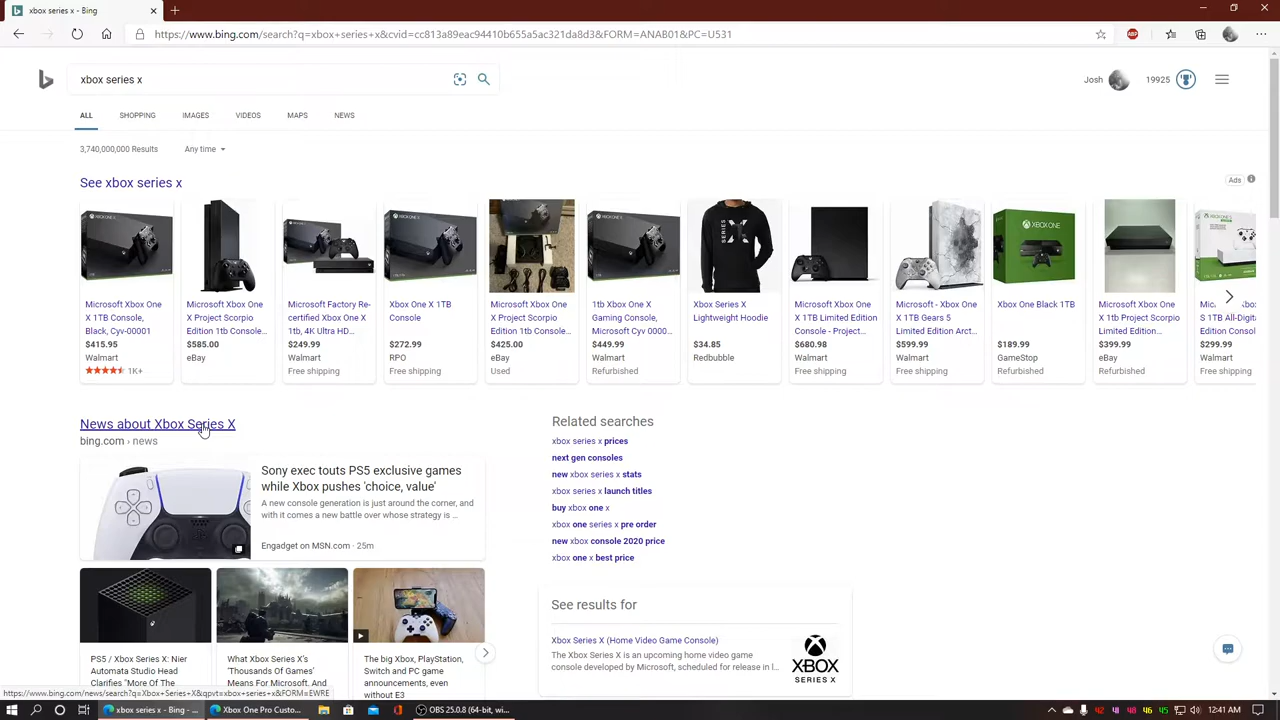 xbox series x - Bing
https://www.bing.com/search?q=xbox+series+x&cvid=cc813a89eac94410b655a5ac321da8d3&FORM=ANAB01&PC=U531
ABP
xbox series x
Josh
19925
ALL SHOPPING IMAGES VIDEOS MAPS NEWS
3,740,000,000 Results Any time
See xbox series x
Ads
Microsoft Xbox One
X 1TB Console,
Black, Cyv-00001
$415.95
Walmart
1K+
Microsoft Xbox One
X Project Scorpio
Edition 1tb Console...
$585.00
eBay
Microsoft Factory Re-
certified Xbox One X
1tb, 4K Ultra HD...
$249.99
Walmart
Free shipping
Xbox One X 1TB
Console
$272.99
RPO
Free shipping
Microsoft Xbox One
X Project Scorpio
Edition 1tb Console...
$425.00
eBay
Used
1tb Xbox One X
Gaming Console,
Microsoft Cyv 0000...
$449.99
Walmart
Refurbished
Xbox Series X
Lightweight Hoodie
$34.85
Redbubble
Microsoft Xbox One
X 1TB Limited Edition
Console - Project...
$680.98
Walmart
Free shipping
Microsoft - Xbox One
X 1TB Gears 5
Limited Edition Arct...
$599.99
Walmart
Free shipping
XBOX ONE
Xbox One Black 1TB
$189.99
GameStop
Refurbished
Microsoft Xbox One
X 1tb Project Scorpio
Limited Edition...
$399.99
eBay
Refurbished
S 1TB All-Digit
Edition Consol
$299.99
Walmart
Free shipping
News about Xbox Series X
bing.com › news
Sony exec touts PS5 exclusive games
while Xbox pushes 'choice, value'
A new console generation is just around the corner, and
with it comes a new battle over whose strategy is ...
Engadget on MSN.com · 25m
PS5 / Xbox Series X: Nier
Automata Studio Head
Clarifies "More Of The
What Xbox Series X's
'Thousands Of Games'
Means For Backwards
The big Xbox, PlayStation,
Switch and PC game
announcements, even
without E3
Related searches
xbox series x prices
next gen consoles
new xbox series x stats
xbox series x launch titles
buy xbox one x
xbox one series x pre order
new xbox console 2020 price
xbox one x best price
See results for
Xbox Series X (Home Video Game Console)
The Xbox Series X is an upcoming home video game
console developed by Microsoft, scheduled for release in l...
XBOX
SERIES X
https://www.bing.com/news/search?q=Xbox+Series+X&qpvt=xbox+series+x&FORM=EWRE
xbox series x - Bing - ...
Xbox One Pro Custo...
OBS 25.0.8 (64-bit, wi...
12:41 AM